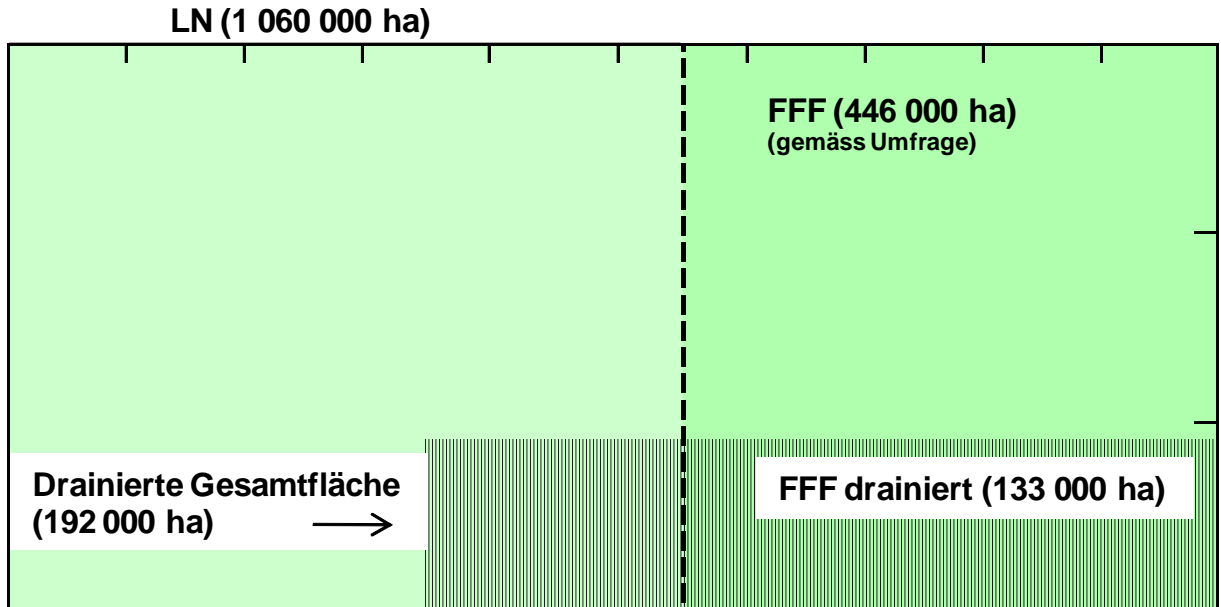 LN (1 060 000 ha)
FFF (446 000 ha)
(gemäss Umfrage)
Drainierte Gesamtfläche
(192 000 ha)
FFF drainiert (133 000 ha)